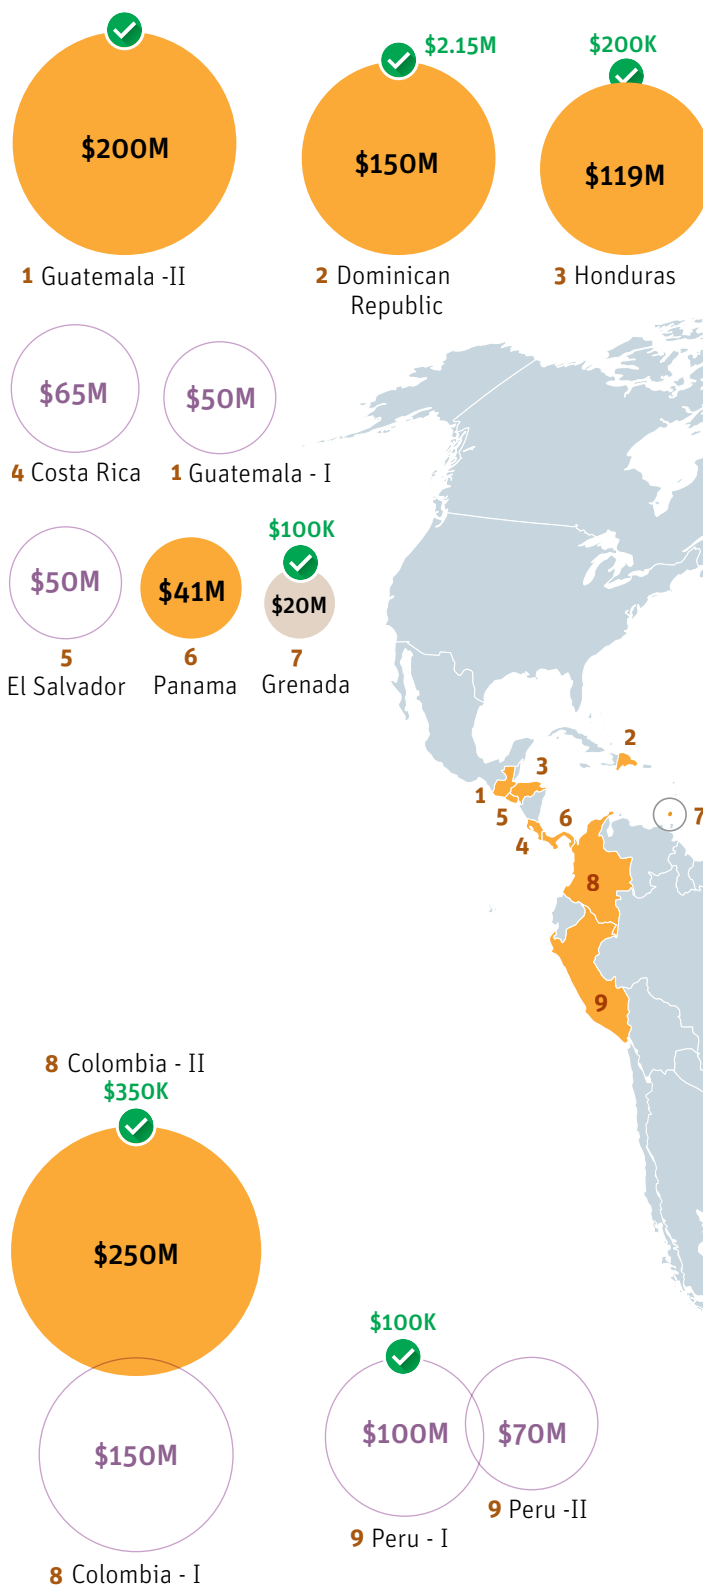 $2.15M
$200K
$200M
$150M
$119M
1 Guatemala -II
2 Dominican
Republic
3 Honduras
$65M
$50M
4 Costa Rica
1 Guatemala - I
$100K
$50M
$41M
$20M
5
El Salvador
6
Panama
7
Grenada
2
3
1
5
6
7
4
8
9
8 Colombia - II
$350K
$250M
$150M
8 Colombia - I
$100K
$100M
$70M
9 Peru -II
9 Peru - I